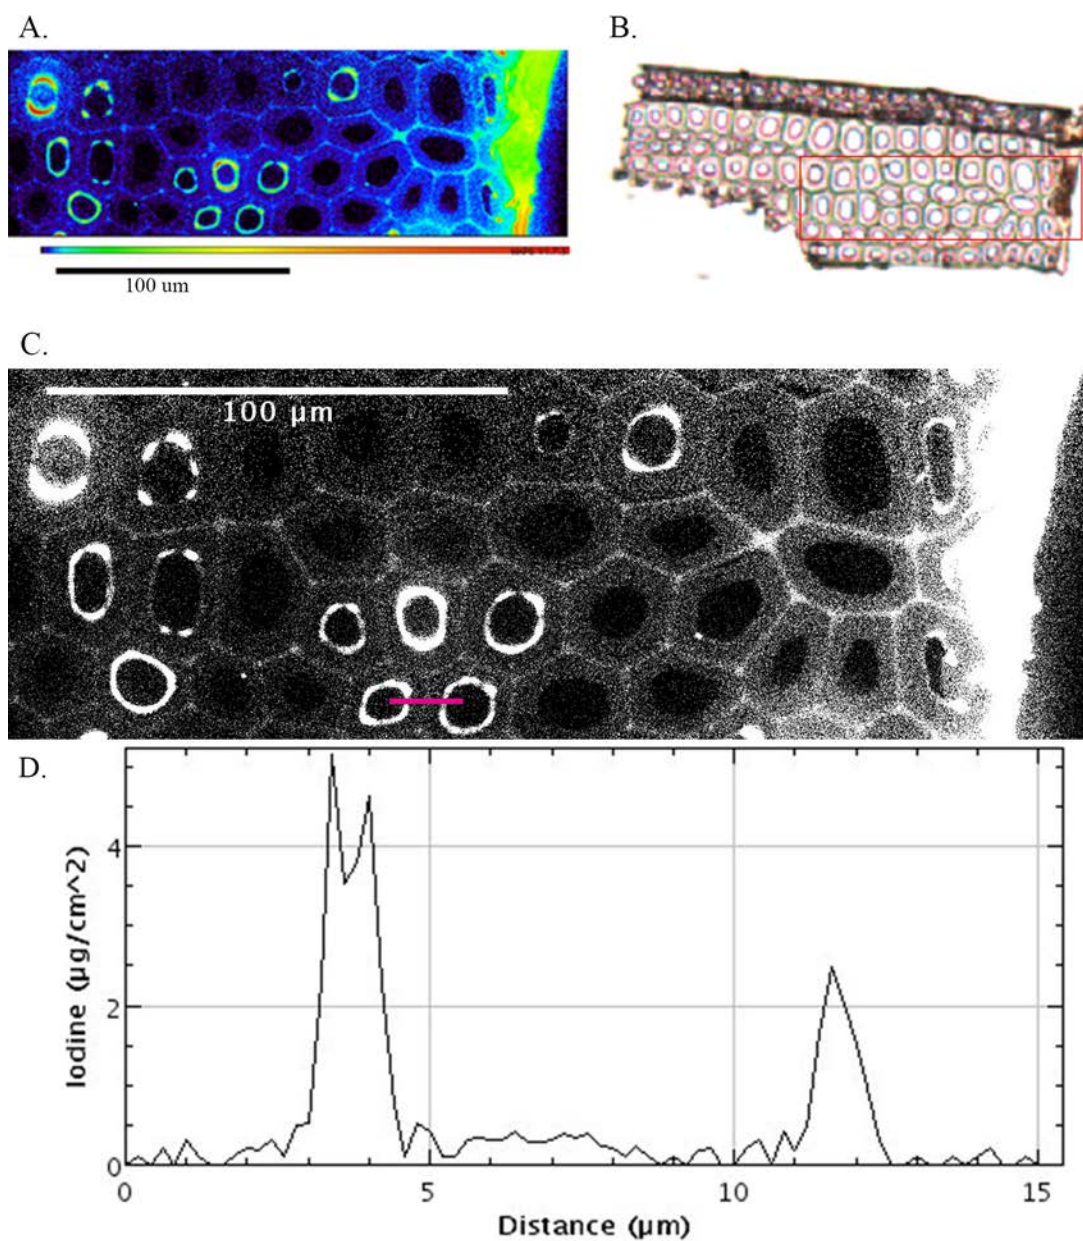 A.
B.
100 um
C.
100 μm
D.
Iodine (μg/cm^2)
4
2
0
0
5
10
15
Distance (μm)